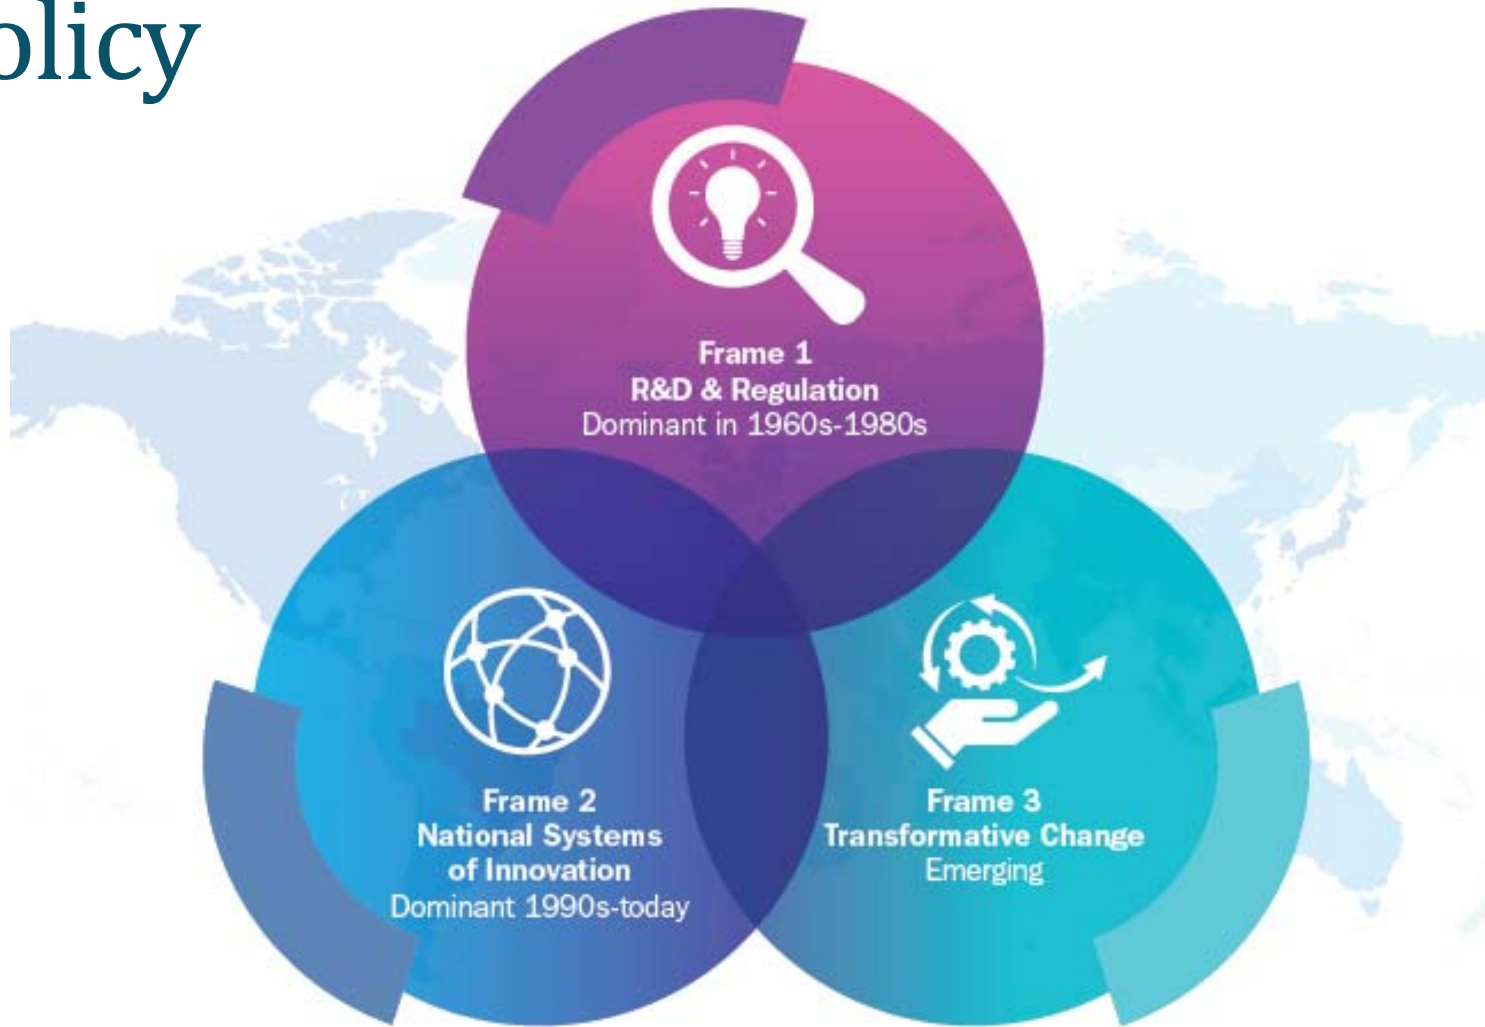 olicy
Frame 1
R&D & Regulation
Dominant in 1960s-1980s
Frame 2
National Systems
of Innovation
Dominant 1990s-today
Frame 3
Transformative Change
Emerging